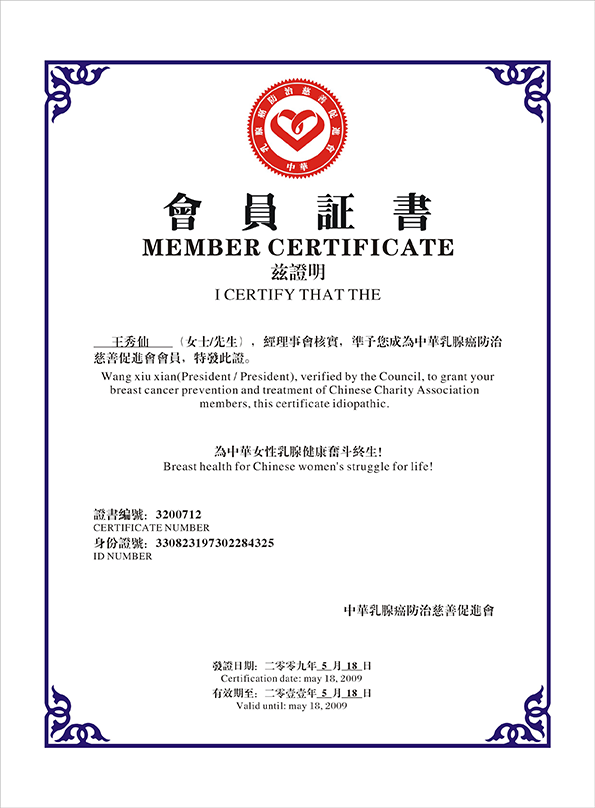 乳腺癌防治慈善促進會
中華
會員証書
MEMBER CERTIFICATE
兹證明
I CERTIFY THAT THE
王秀仙 （女士/先生），經理事會核實，準予您成為中華乳腺癌防治
慈善促進會會員，特發此證。
Wang xiu xian(President / President), verified by the Council, to grant your
breast cancer prevention and treatment of Chinese Charity Association
members, this certificate idiopathic.
為中華女性乳腺健康奮斗終生!
Breast health for Chinese women's struggle for life!
證書編號：3200712
CERTIFICATE NUMBER
身份證號：330823197302284325
ID NUMBER
中華乳腺癌防治慈善促進會
發證日期：二零零九年 5 月 18 日
Certification date: may 18, 2009
有效期至：二零壹壹年 5 月 18 日
Valid until: may 18, 2009